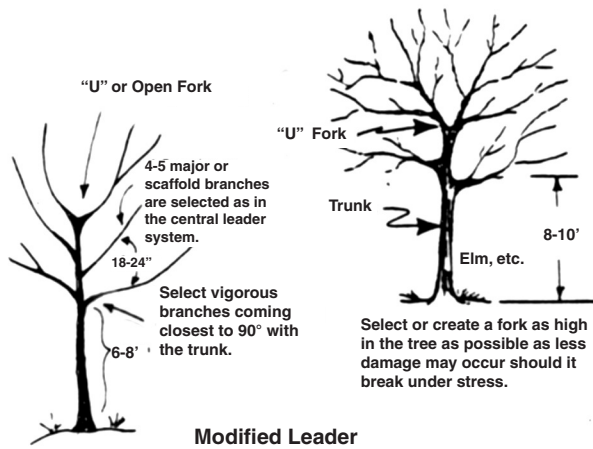 “U” or Open Fork
4-5 major or
scaffold branches
are selected as in
the central leader
system.
18-24”
Select vigorous
branches coming
closest to 90° with
the trunk.
6-8’
“U” Fork
Trunk
8-10’
Elm, etc.
Select or create a fork as high
in the tree as possible as less
damage may occur should it
break under stress.
Modified Leader